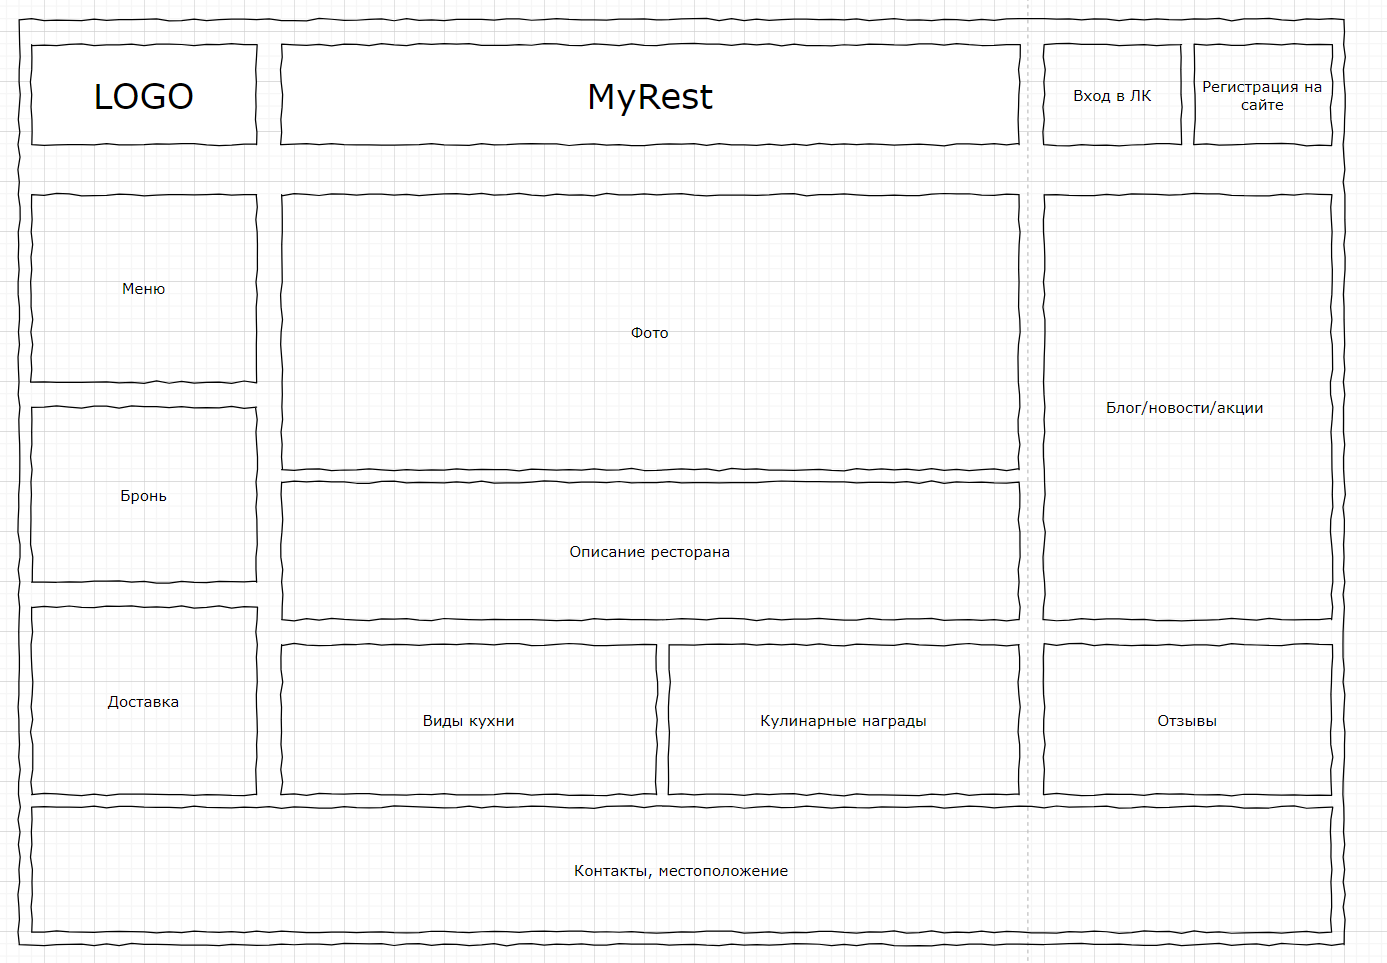 LOGO
MyRest
Вход в ЛК
Регистрация на
сайте
Меню
Фото
Блог/новости/акции
Бронь
Описание ресторана
Доставка
Виды кухни
Кулинарные награды
Отзывы
Контакты, местоположение